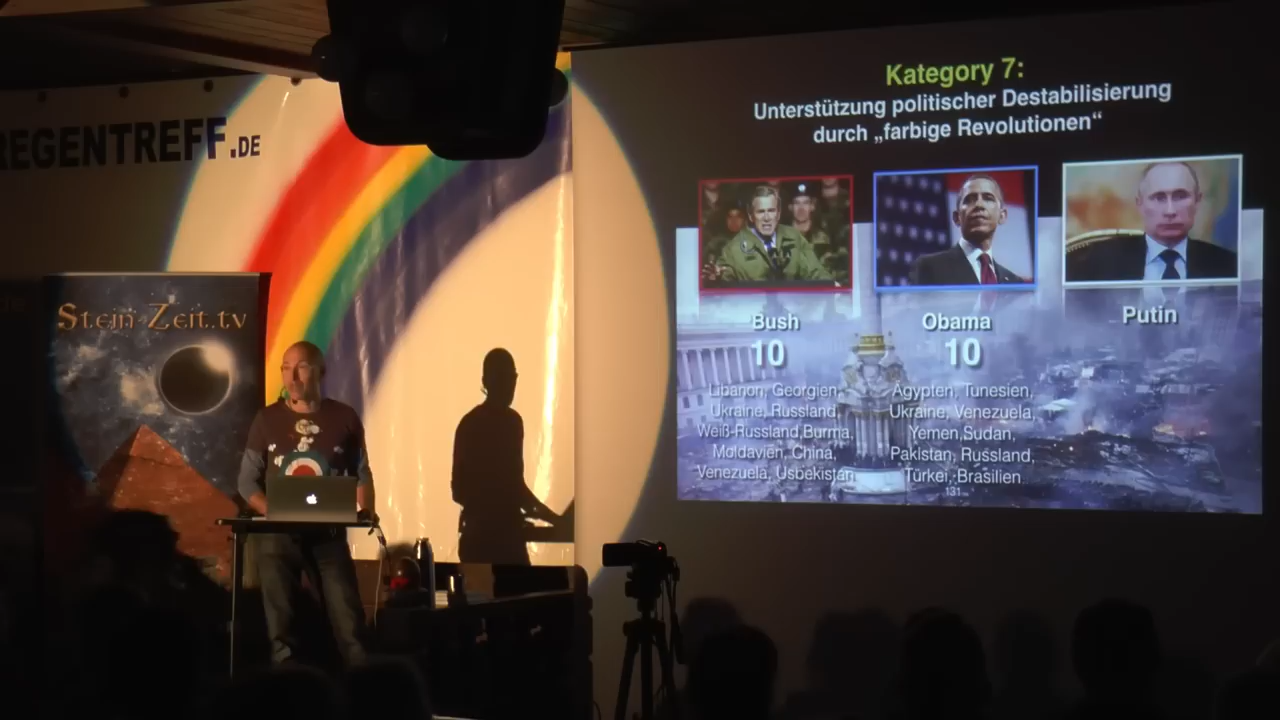 REGENTREFF.DE
Stein-Zeit.tv
Kategory 7:
Unterstützung politischer Destabilisierung
durch „farbige Revolutionen“
Bush
10
Libanon, Georgien,
Ukraine, Russland,
Weiß-Russland,Burma,
Moldavien, China,
Venezuela, Usbekistan
Obama
10
Ägypten, Tunesien,
Ukraine, Venezuela,
Yemen,Sudan,
Pakistan, Russland,
Türkei, Brasilien
Putin
131